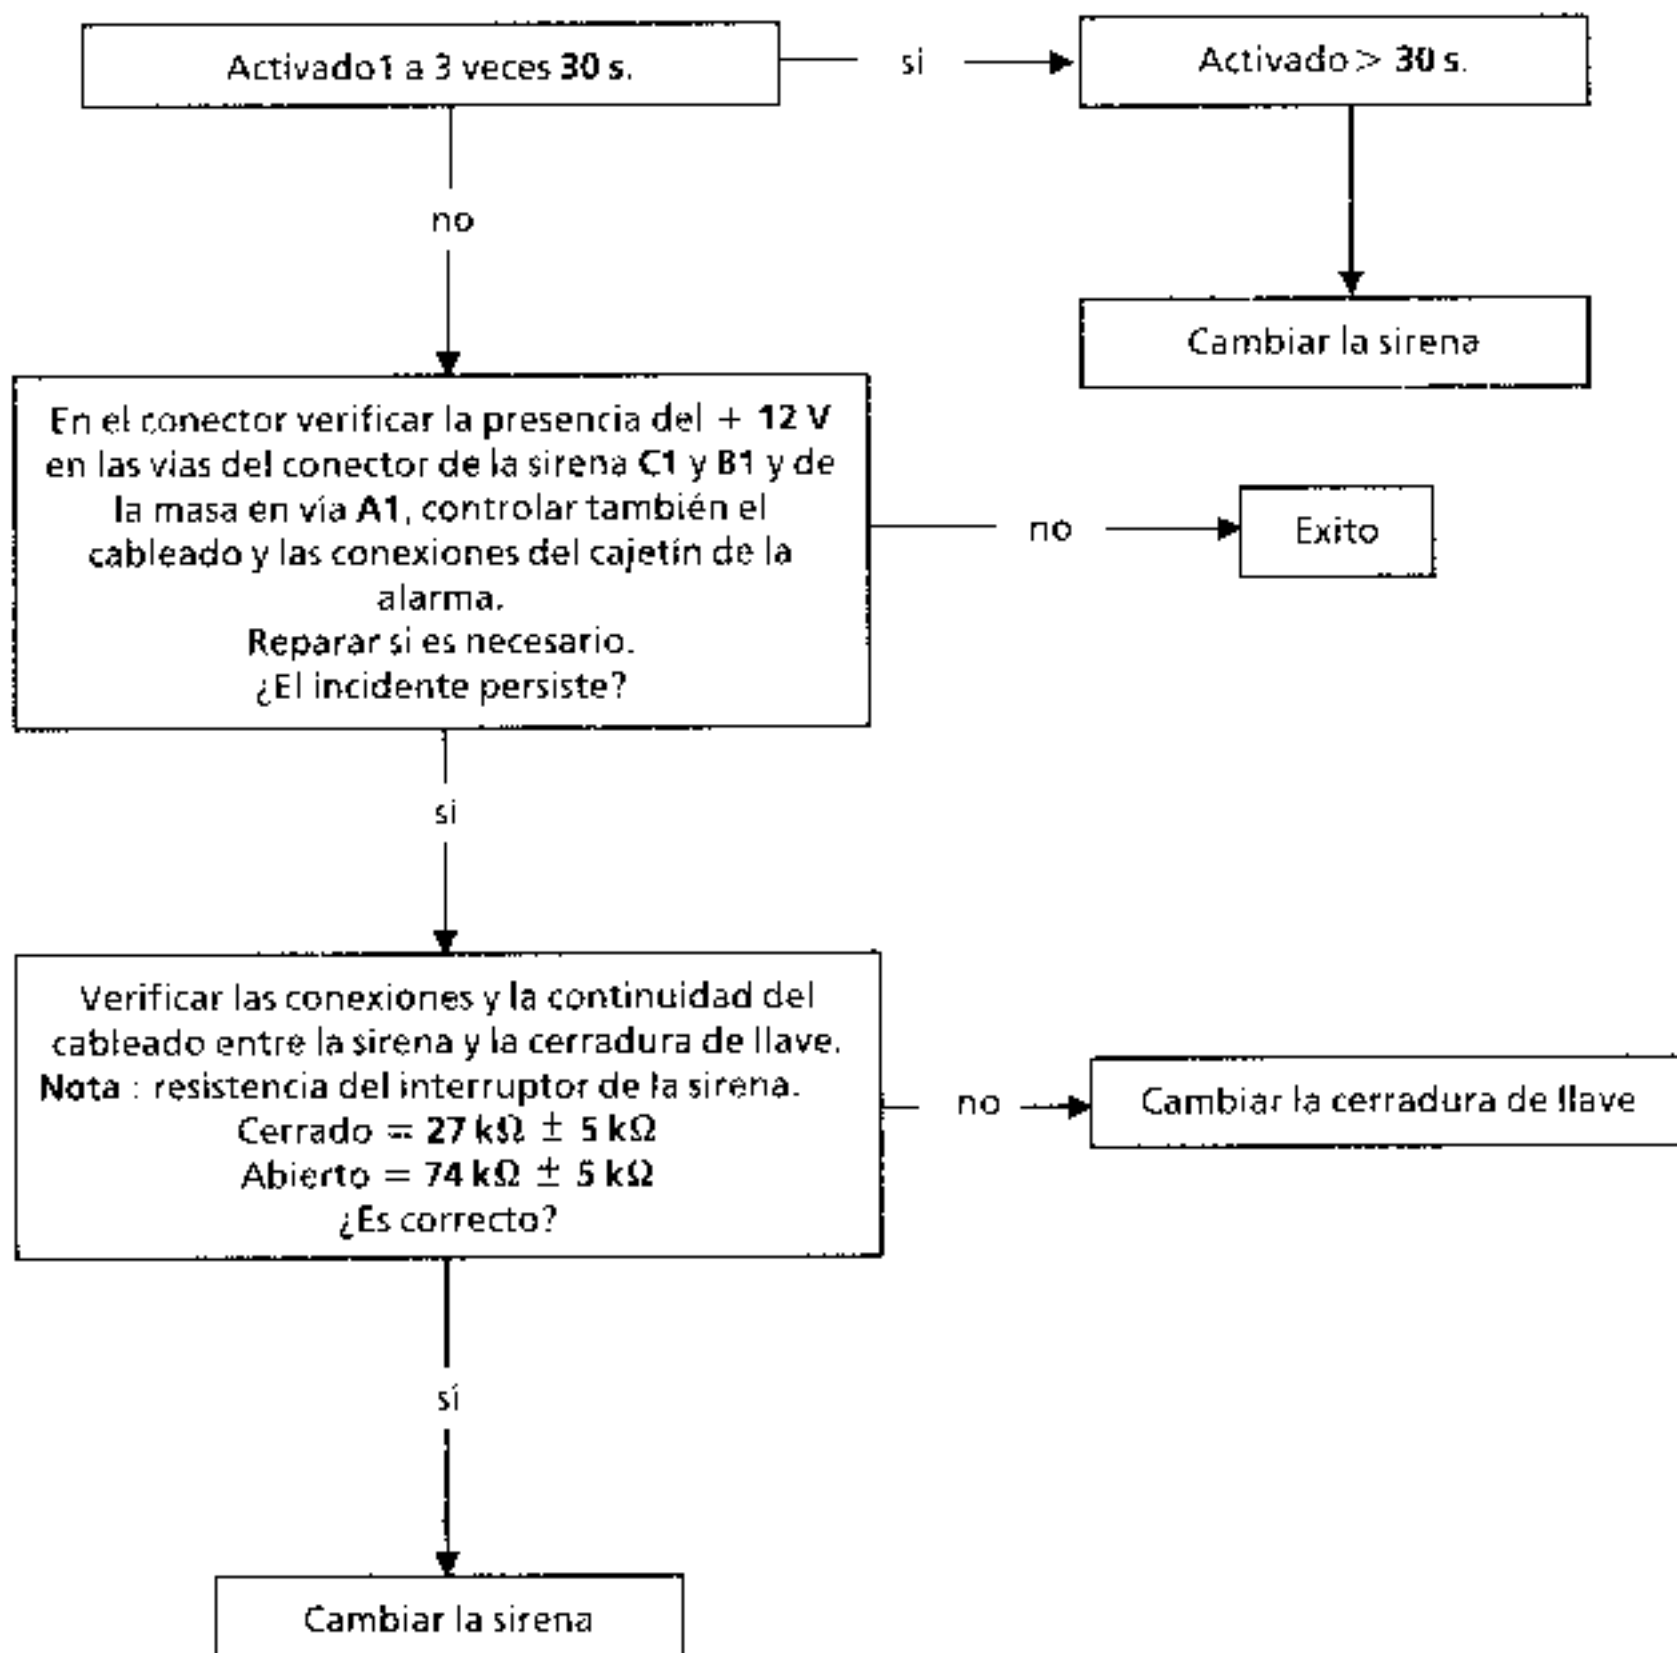 Activado1 a 3 veces 30 s.
si
Activado > 30 s.
no
Cambiar la sirena
En el conector verificar la presencia del + 12 V
en las vías del conector de la sirena C1 y B1 y de
la masa en vía A1, controlar también el
cableado y las conexiones del cajetín de la
alarma.
Reparar si es necesario.
¿El incidente persiste?
no
Exito
si
Verificar las conexiones y la continuidad del
cableado entre la sirena y la cerradura de llave.
Nota : resistencia del interruptor de la sirena.
Cerrado = 27 kΩ ± 5 kΩ
Abierto = 74 kΩ ± 5 kΩ
¿Es correcto?
no
Cambiar la cerradura de llave
sí
Cambiar la sirena